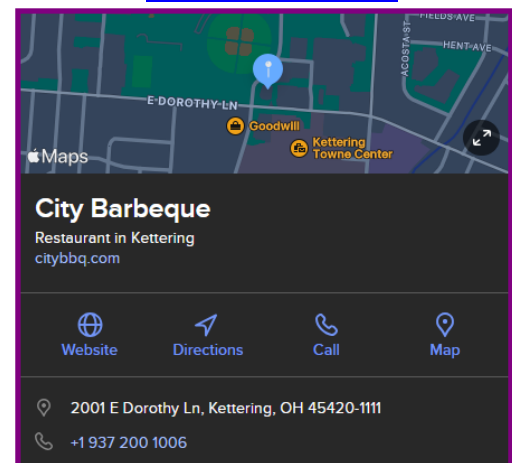 FIELDS-AVE
HENT-AVE
ACOSTA-ST
E-DOROTHY-LN
Goodwill
Kettering
Towne Center
Maps
City Barbeque
Restaurant in Kettering
citybbq.com
Website Directions Call Map
2001 E Dorothy Ln, Kettering, OH 45420-1111
+1 937 200 1006